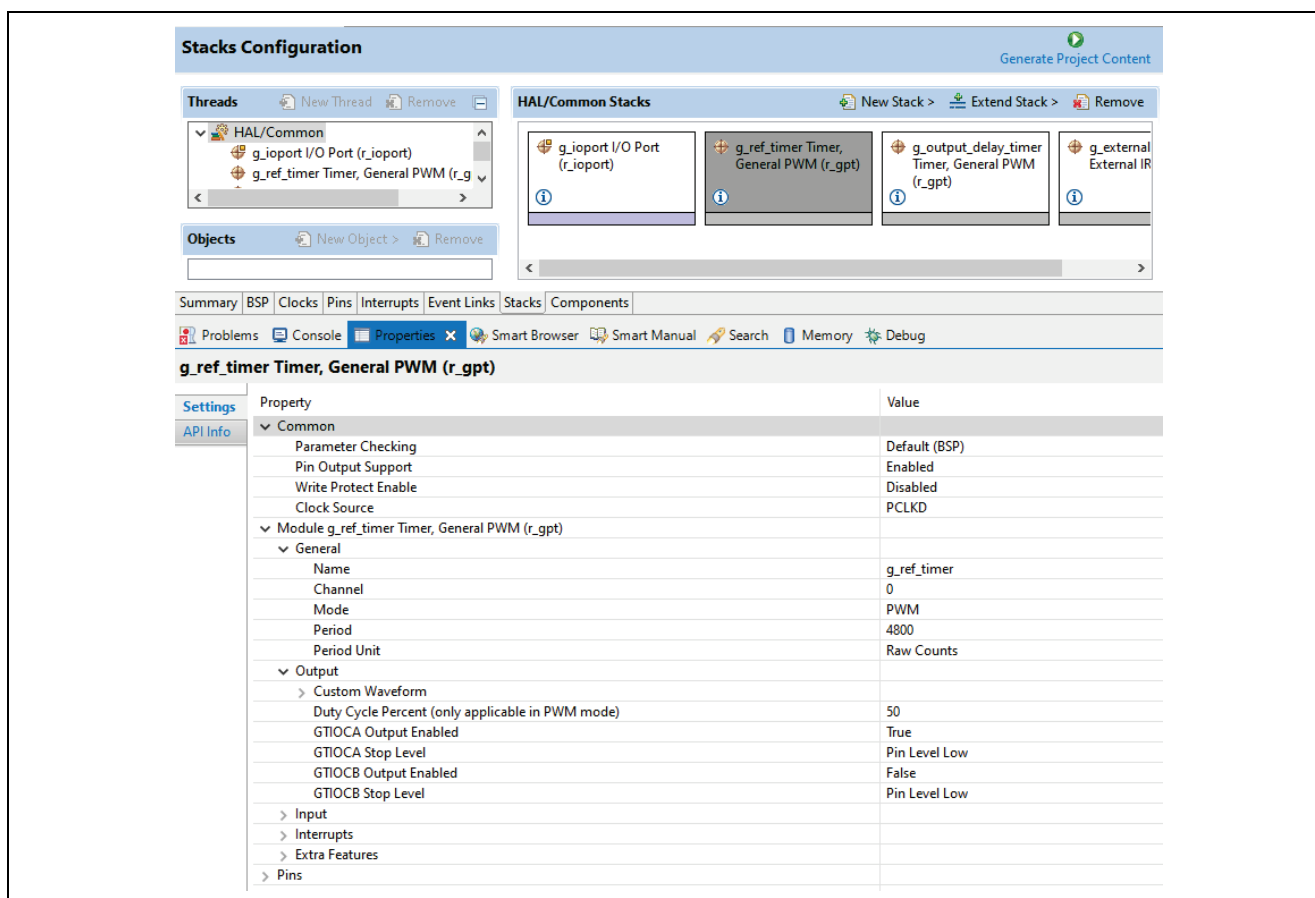 Stacks Configuration
Generate Project Content
Threads New Thread Remove
HAL/Common
g_ioport I/O Port (r_ioport)
g_ref_timer Timer, General PWM (r_g
Objects New Object > Remove
HAL/Common Stacks New Stack > Extend Stack > Remove
g_ioport I/O Port
(r_ioport)
g_ref_timer Timer,
General PWM (r_gpt)
g_output_delay_timer
Timer, General PWM
(r_gpt)
g_external
External IR
Summary BSP Clocks Pins Interrupts Event Links Stacks Components
Problems Console Properties Smart Browser Smart Manual Search Memory Debug
g_ref_timer Timer, General PWM (r_gpt)
Settings
API Info
Property Value
Common
Parameter Checking Default (BSP)
Pin Output Support Enabled
Write Protect Enable Disabled
Clock Source PCLKD
Module g_ref_timer Timer, General PWM (r_gpt)
General
Name g_ref_timer
Channel 0
Mode PWM
Period 4800
Period Unit Raw Counts
Output
Custom Waveform
Duty Cycle Percent (only applicable in PWM mode) 50
GTIOCA Output Enabled True
GTIOCA Stop Level Pin Level Low
GTIOCB Output Enabled False
GTIOCB Stop Level Pin Level Low
Input
Interrupts
Extra Features
Pins